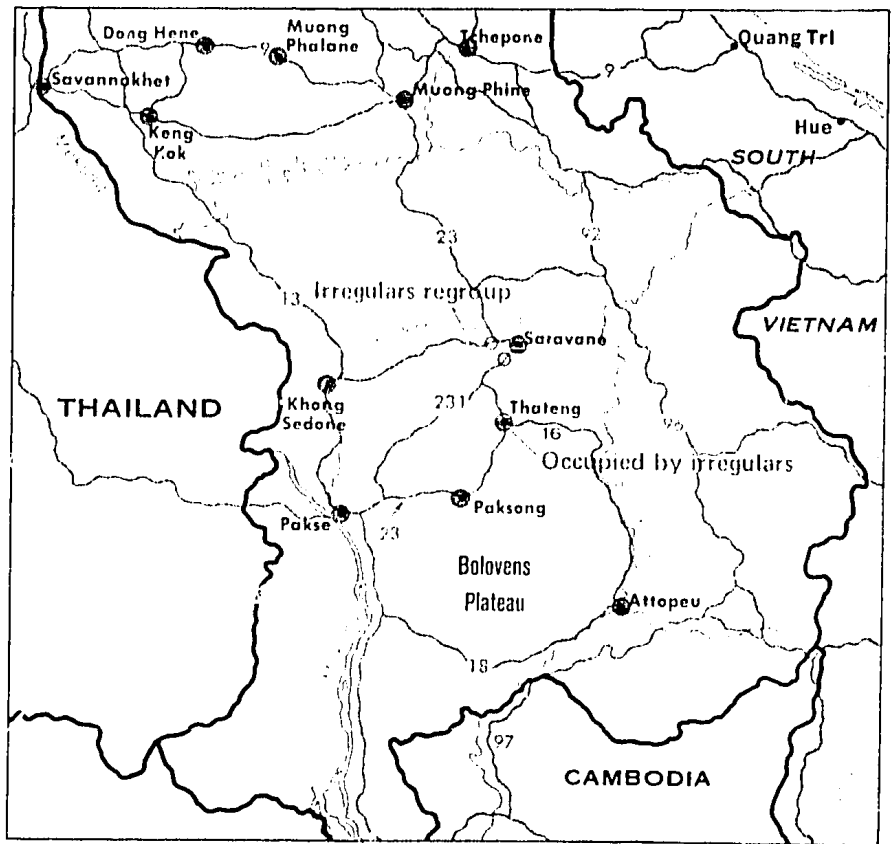 Dong Hene
Muong
Phalane
Tchepone
Quang Tri
9
9
Savannakhet
Muong Phine
Keng
Kok
Hue
SOUTH
23
92
13
Irregulars regroup
VIETNAM
Saravane
THAILAND
Khong
Sedone
231
Thateng
16
96
Occupied by irregulars
Pakse
23
Paksong
Bolovens
Plateau
Attopeu
18
97
CAMBODIA